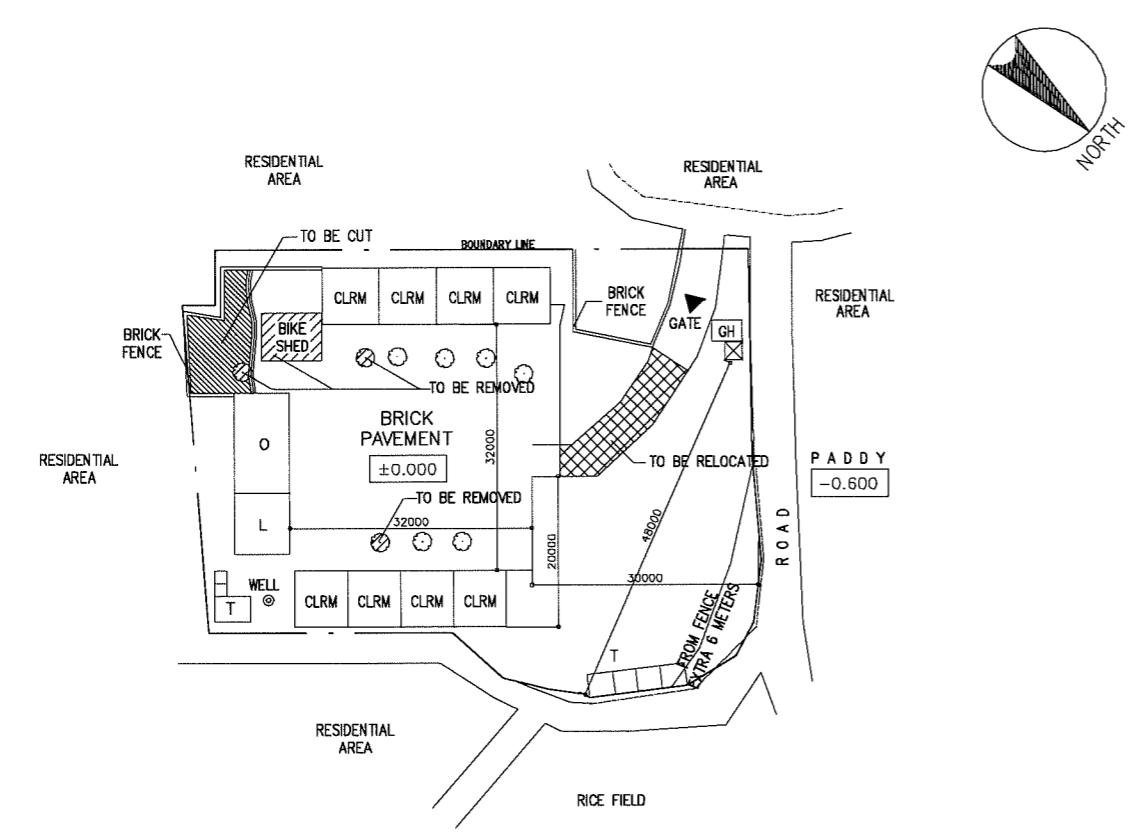 NORTH
RESIDENTIAL
AREA
RESIDENTIAL
AREA
TO BE CUT
BOUNDARY LINE
CLRM
CLRM
CLRM
CLRM
BRICK
FENCE
GATE
GH
RESIDENTIAL
AREA
BRICK
FENCE
BIKE
SHED
TO BE REMOVED
BRICK
PAVEMENT
±0.000
32000
O
RESIDENTIAL
AREA
TO BE RELOCATED
PADDY
-0.600
TO BE REMOVED
32000
L
48000
ROAD
20000
30000
WELL
T
CLRM
CLRM
CLRM
CLRM
FROM FENCE
EXTRA 6 METERS
T
RESIDENTIAL
AREA
RICE FIELD